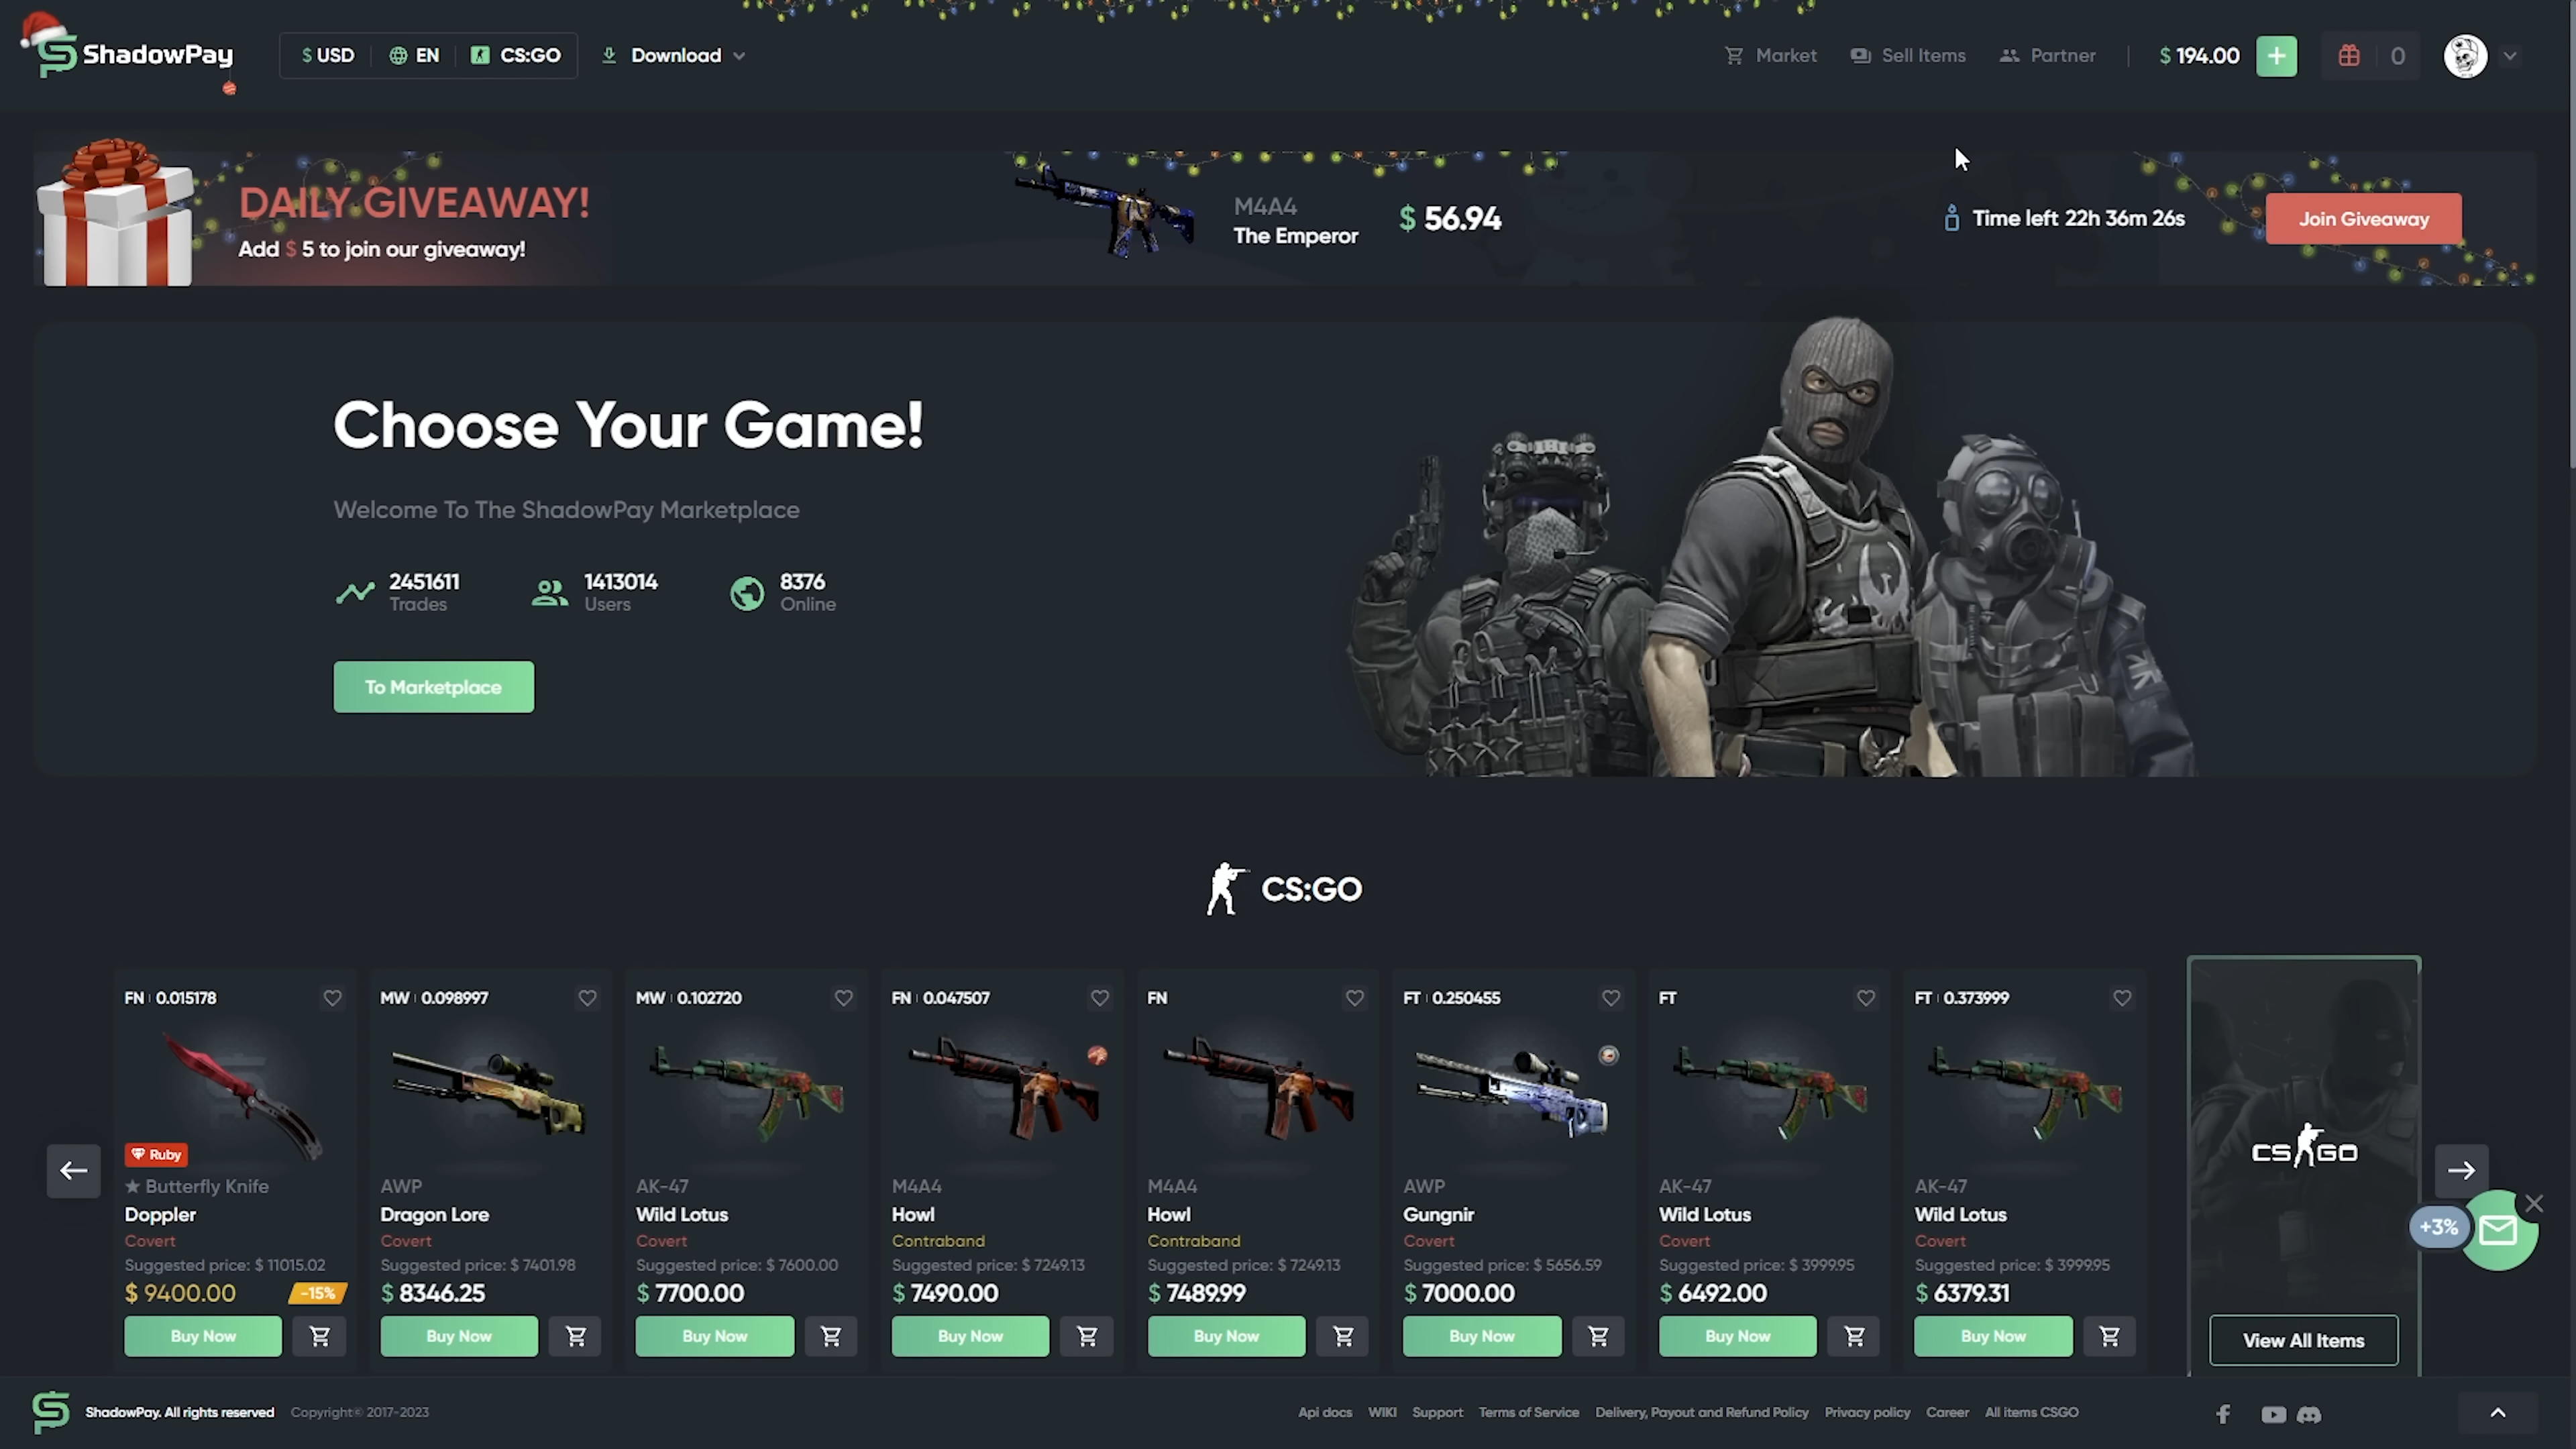 ShadowPay
$ USD
EN
CS:GO
Download
Market
Sell Items
Partner
$ 194.00
+
0
DAILY GIVEAWAY!
Add $ 5 to join our giveaway!
M4A4
The Emperor
$ 56.94
Time left 22h 36m 26s
Join Giveaway
Choose Your Game!
Welcome To The ShadowPay Marketplace
2451611
Trades
1413014
Users
8376
Online
To Marketplace
CS:GO
FN 0.015178
Ruby
★ Butterfly Knife
Doppler
Covert
Suggested price: $ 11015.02
$ 9400.00
-15%
Buy Now
MW 0.098997
AWP
Dragon Lore
Covert
Suggested price: $ 7401.98
$ 8346.25
Buy Now
MW 0.102720
AK-47
Wild Lotus
Covert
Suggested price: $ 7600.00
$ 7700.00
Buy Now
FN 0.047507
M4A4
Howl
Contraband
Suggested price: $ 7249.13
$ 7490.00
Buy Now
FN
M4A4
Howl
Contraband
Suggested price: $ 7249.13
$ 7489.99
Buy Now
FT 0.250455
AWP
Gungnir
Covert
Suggested price: $ 5656.59
$ 7000.00
Buy Now
FT
AK-47
Wild Lotus
Covert
Suggested price: $ 3999.95
$ 6492.00
Buy Now
FT 0.373999
AK-47
Wild Lotus
Covert
Suggested price: $ 3999.95
$ 6379.31
Buy Now
CS GO
View All Items
+3%
ShadowPay. All rights reserved
Copyright© 2017-2023
Api docs
WIKI
Support
Terms of Service
Delivery, Payout and Refund Policy
Privacy policy
Career
All items CSGO